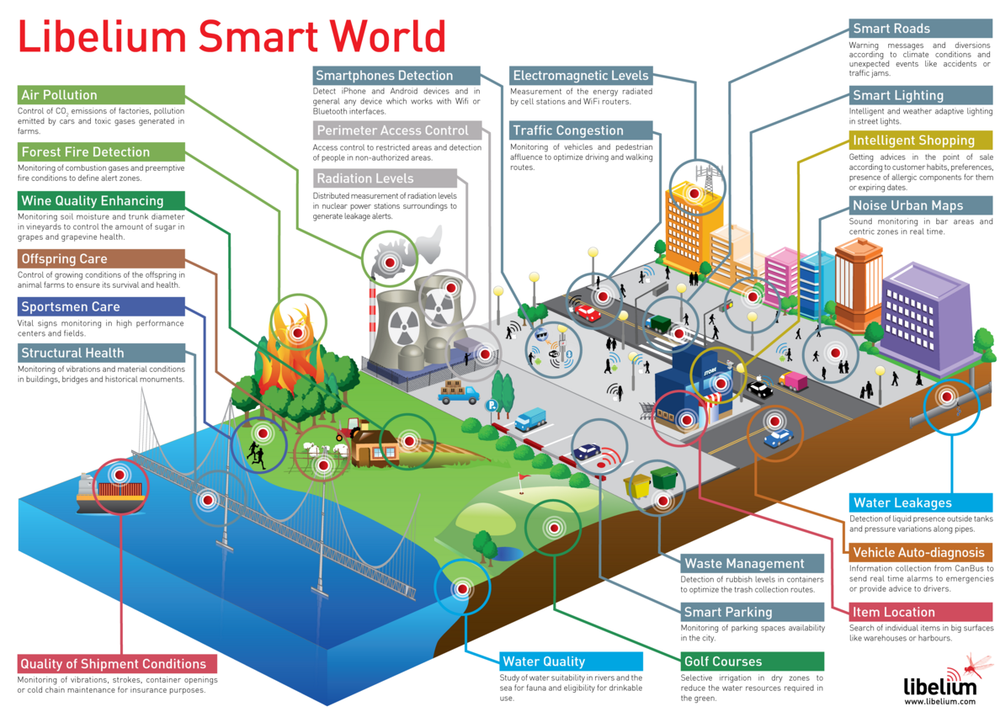 Libelium Smart World
Air Pollution
Control of CO2 emissions of factories, pollution
emitted by cars and toxic gases generated in
farms.
Forest Fire Detection
Monitoring of combustion gases and preemptive
fire conditions to define alert zones.
Wine Quality Enhancing
Monitoring soil moisture and trunk diameter
in vineyards to control the amount of sugar in
grapes and grapevine health.
Offspring Care
Control of growing conditions of the offspring in
animal farms to ensure its survival and health.
Sportsmen Care
Vital signs monitoring in high performance
centers and fields.
Structural Health
Monitoring of vibrations and material conditions
in buildings, bridges and historical monuments.
Quality of Shipment Conditions
Monitoring of vibrations, strokes, container openings
or cold chain maintenance for insurance purposes.
Smartphones Detection
Detect iPhone and Android devices and in
general any device which works with Wifi or
Bluetooth interfaces.
Perimeter Access Control
Access control to restricted areas and detection
of people in non-authorized areas.
Radiation Levels
Distributed measurement of radiation levels
in nuclear power stations surroundings to
generate leakage alerts.
Electromagnetic Levels
Measurement of the energy radiated
by cell stations and WiFi routers.
Traffic Congestion
Monitoring of vehicles and pedestrian
affluence to optimize driving and walking
routes.
Smart Roads
Warning messages and diversions
according to climate conditions and
unexpected events like accidents or
traffic jams.
Smart Lighting
Intelligent and weather adaptive lighting
in street lights.
Intelligent Shopping
Getting advices in the point of sale
according to customer habits, preferences,
presence of allergic components for them
or expiring dates.
Noise Urban Maps
Sound monitoring in bar areas and
centric zones in real time.
STORE
P
Water Leakages
Detection of liquid presence outside tanks
and pressure variations along pipes.
Vehicle Auto-diagnosis
Information collection from CanBus to
send real time alarms to emergencies
or provide advice to drivers.
Item Location
Search of individual items in big surfaces
like warehouses or harbours.
Waste Management
Detection of rubbish levels in containers
to optimize the trash collection routes.
Smart Parking
Monitoring of parking spaces availability
in the city.
Golf Courses
Selective irrigation in dry zones to
reduce the water resources required in
the green.
Water Quality
Study of water suitability in rivers and the
sea for fauna and eligibility for drinkable
use.
libelium
www.libelium.com